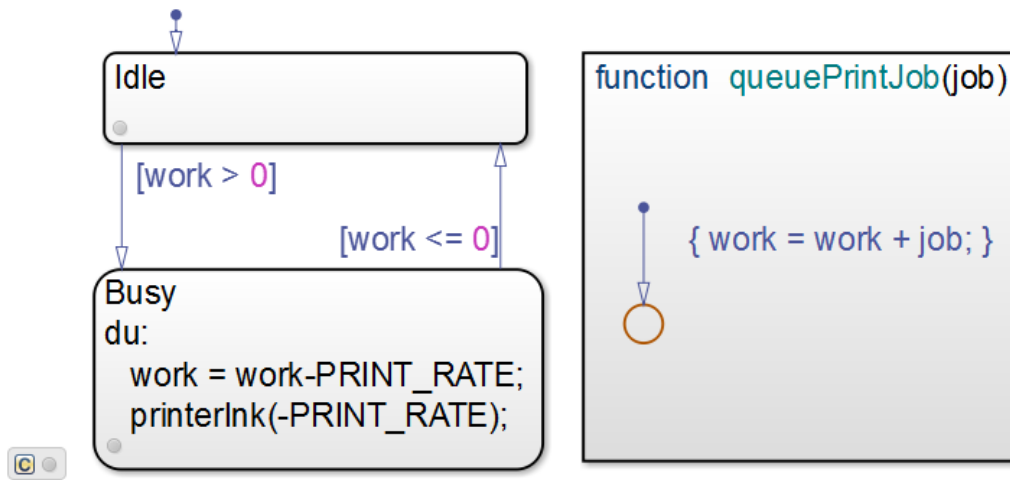 Idle
[work > 0]
[work <= 0]
Busy
du:
work = work-PRINT_RATE;
printerInk(-PRINT_RATE);
C
function queuePrintJob(job)
{ work = work + job; }